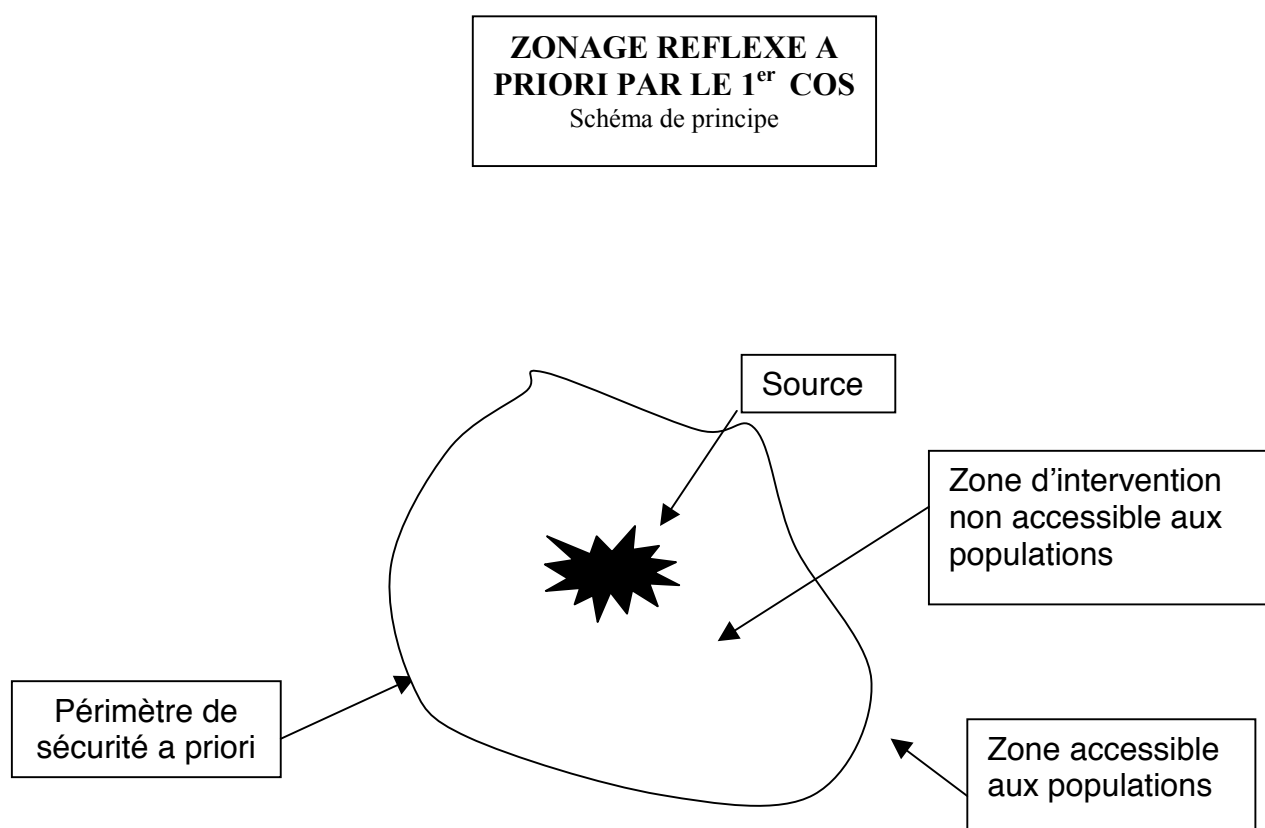 ZONAGE REFLEXE A
PRIORI PAR LE 1er COS
Schéma de principe
Source
Zone d’intervention
non accessible aux
populations
Périmètre de
sécurité a priori
Zone accessible
aux populations